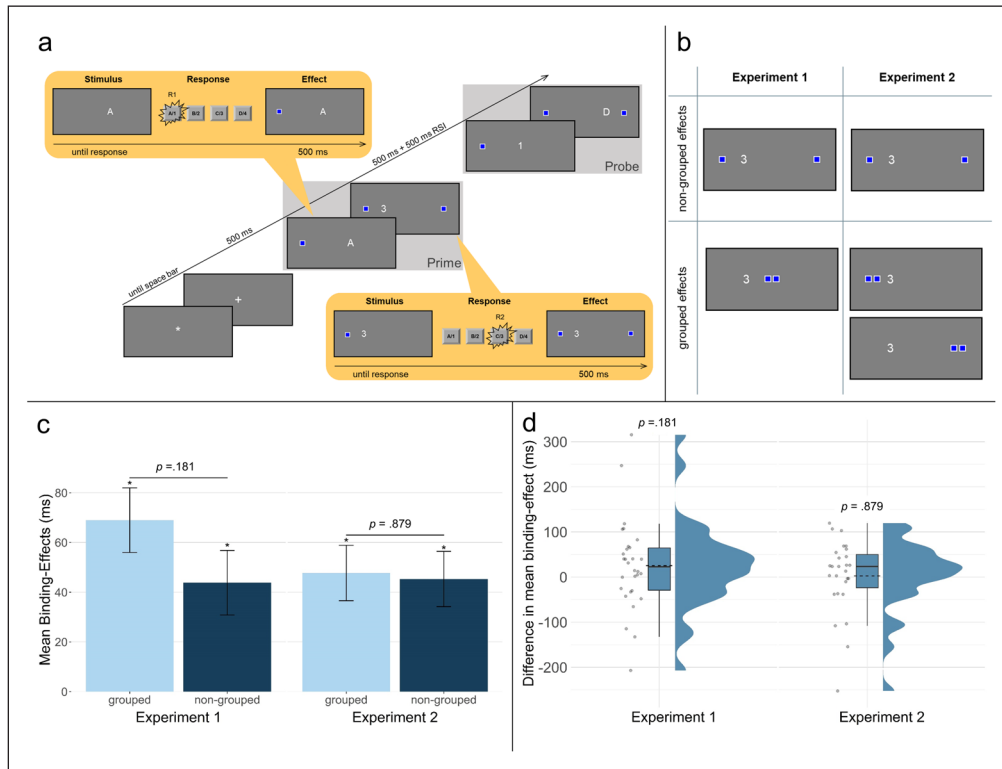 a
Stimulus Response Effect
R1
A
A/1 B/2 C/3 D/4
A
until response 500 ms
500 ms + 500 ms RSI
D
1
Probe
500 ms
3
A
Prime
until space bar
+
*
Stimulus Response Effect
R2
3
A/1 B/2 C/3 D/4
3
until response 500 ms
b
Experiment 1 Experiment 2
non-grouped effects
3 3
grouped effects
3 3
3
c
Mean Binding-Effects (ms)
p =.181
p = .879
* * * *
80
60
40
20
0
grouped non-grouped grouped non-grouped
Experiment 1 Experiment 2
d
Difference in mean binding-effect (ms)
p =.181
p = .879
300
200
100
0
-100
-200
Experiment 1 Experiment 2